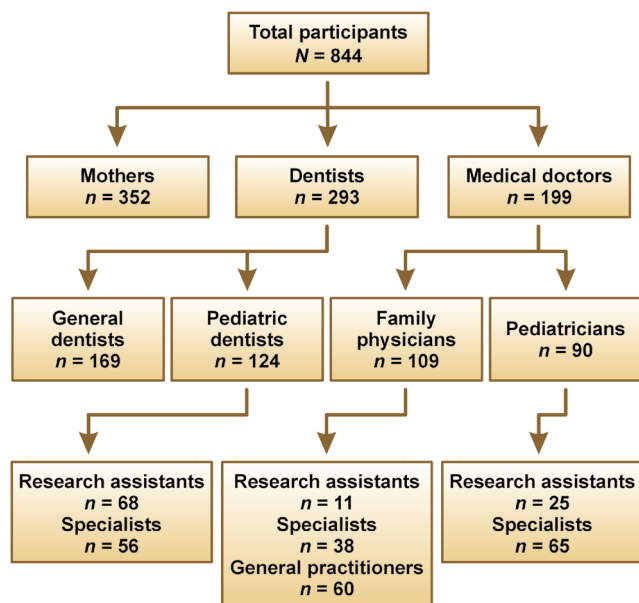 Total participants
N = 844
Mothers
n = 352
Dentists
n = 293
Medical doctors
n = 199
General
dentists
n = 169
Pediatric
dentists
n = 124
Family
physicians
n = 109
Pediatricians
n = 90
Research assistants
n = 68
Specialists
n = 56
Research assistants
n = 11
Specialists
n = 38
General practitioners
n = 60
Research assistants
n = 25
Specialists
n = 65